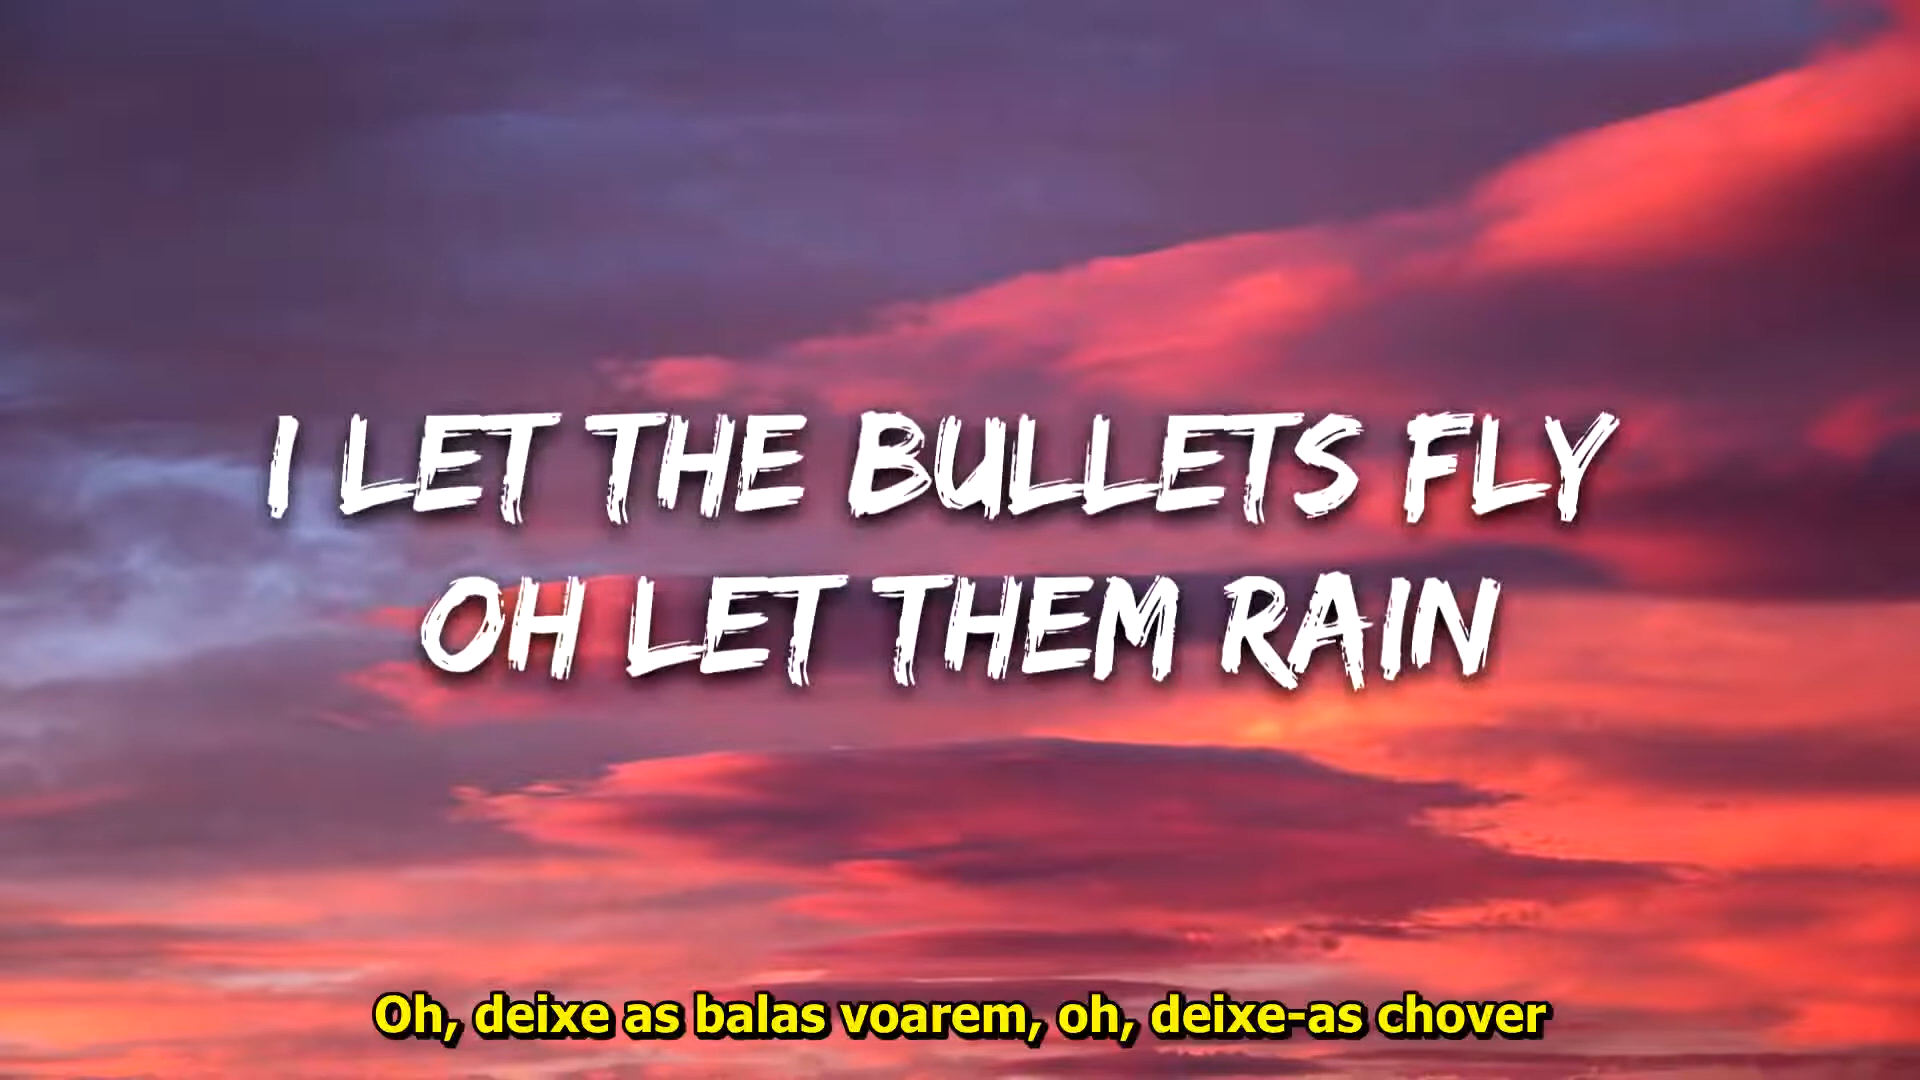 I LET THE BULLETS FLY
OH LET THEM RAIN
Oh, deixe as balas voarem, oh, deixe-as chover